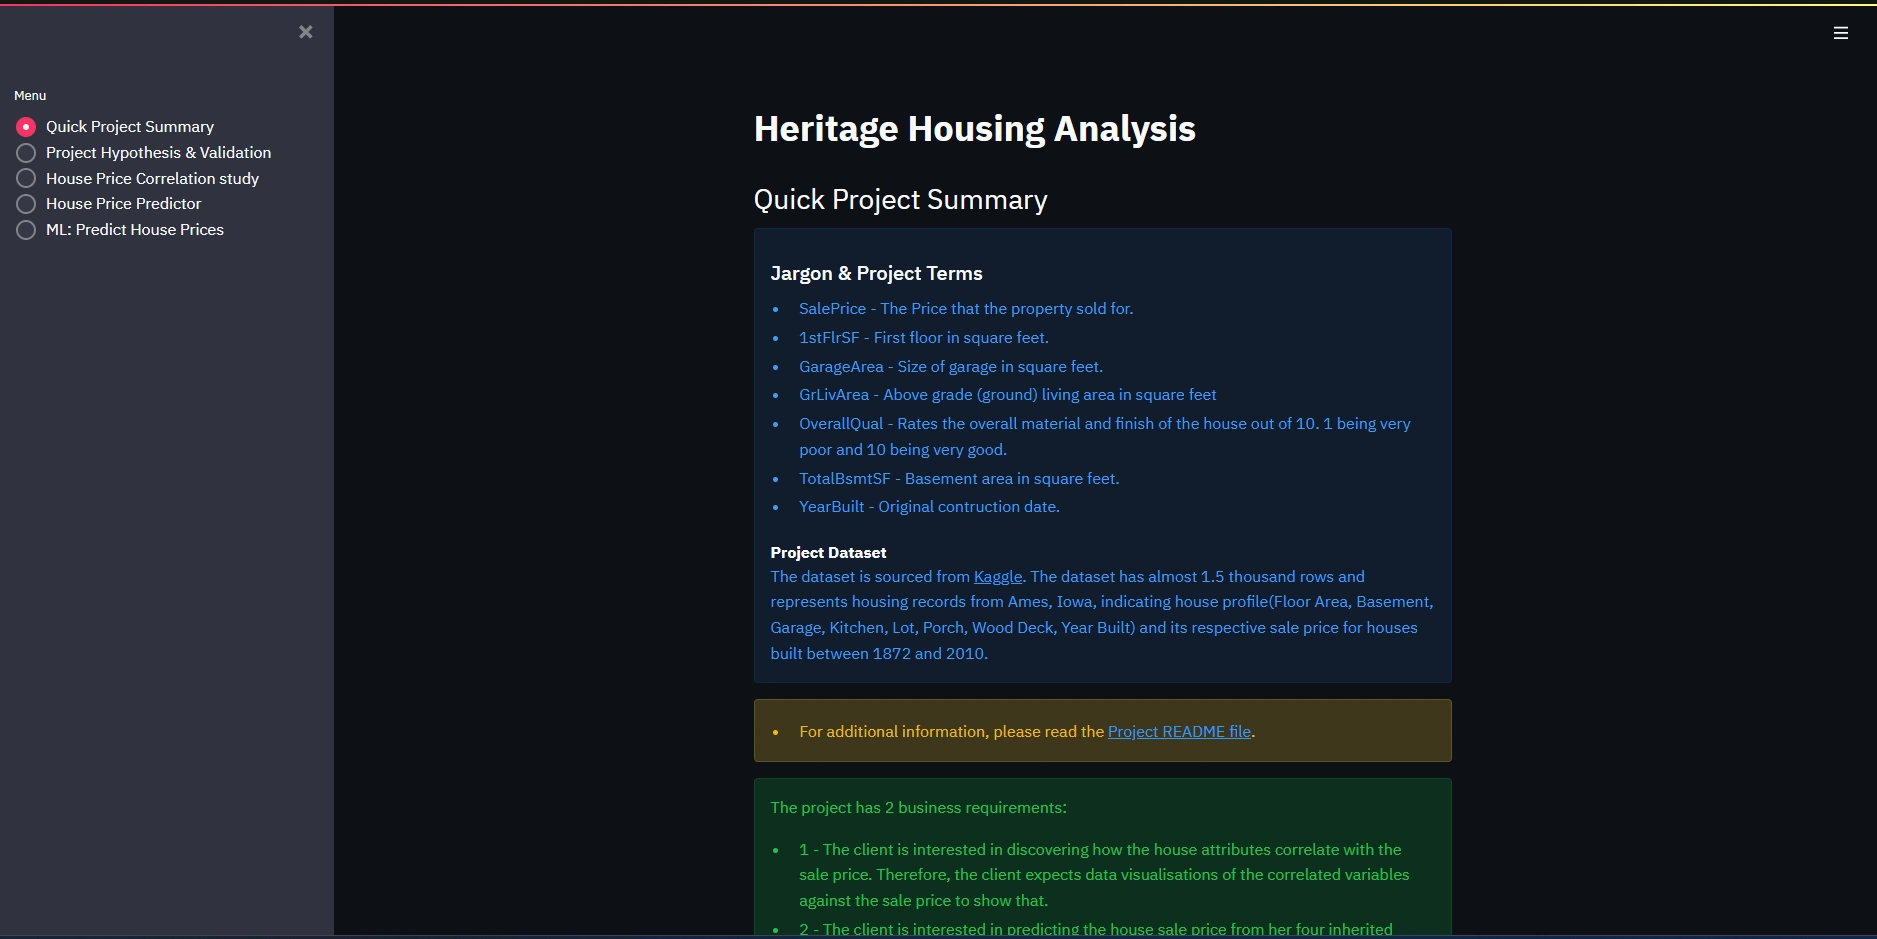 Menu
Quick Project Summary
Project Hypothesis & Validation
House Price Correlation study
House Price Predictor
ML: Predict House Prices
Heritage Housing Analysis
Quick Project Summary
Jargon & Project Terms
• SalePrice - The Price that the property sold for.
• 1stFlrSF - First floor in square feet.
• GarageArea - Size of garage in square feet.
• GrLivArea - Above grade (ground) living area in square feet
• OverallQual - Rates the overall material and finish of the house out of 10. 1 being very
poor and 10 being very good.
• TotalBsmtSF - Basement area in square feet.
• YearBuilt - Original contruction date.
Project Dataset
The dataset is sourced from Kaggle. The dataset has almost 1.5 thousand rows and
represents housing records from Ames, Iowa, indicating house profile(Floor Area, Basement,
Garage, Kitchen, Lot, Porch, Wood Deck, Year Built) and its respective sale price for houses
built between 1872 and 2010.
• For additional information, please read the Project README file.
The project has 2 business requirements:
• 1 - The client is interested in discovering how the house attributes correlate with the
sale price. Therefore, the client expects data visualisations of the correlated variables
against the sale price to show that.
• 2 - The client is interested in predicting the house sale price from her four inherited